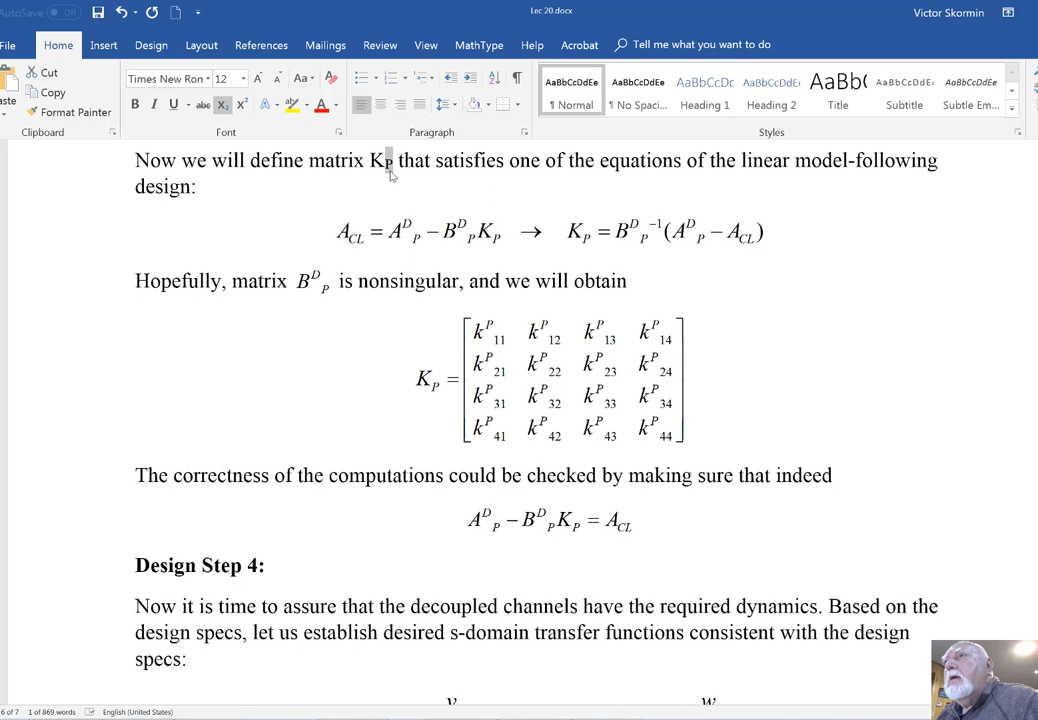 AutoSave Off
Lec 20.docx
Victor Skormin
File Home Insert Design Layout References Mailings Review View MathType Help Acrobat Tell me what you want to do
Cut
Copy
Format Painter
Clipboard
Times New Ron 12 A A Aa A
B I U abc X₂ X² A A
Font
Paragraph
AaBbCcDdEe AaBbCcDdEe AaBbCcDc AaBbCcDdE AaBb( AaBbCcDdE AaBbCcDdEe
¶ Normal ¶ No Spaci... Heading 1 Heading 2 Title Subtitle Subtle Em...
Styles
Now we will define matrix K_P that satisfies one of the equations of the linear model-following
design:
A_CL = A^D_P − B^D_P K_P → K_P = B^D_P^−1 (A^D_P − A_CL)
Hopefully, matrix B^D_P is nonsingular, and we will obtain
k^P_11 k^P_12 k^P_13 k^P_14
k^P_21 k^P_22 k^P_23 k^P_24
K_P =
k^P_31 k^P_32 k^P_33 k^P_34
k^P_41 k^P_42 k^P_43 k^P_44
The correctness of the computations could be checked by making sure that indeed
A^D_P − B^D_P K_P = A_CL
Design Step 4:
Now it is time to assure that the decoupled channels have the required dynamics. Based on the
design specs, let us establish desired s-domain transfer functions consistent with the design
specs:
6 of 7 1 of 869 words English (United States)